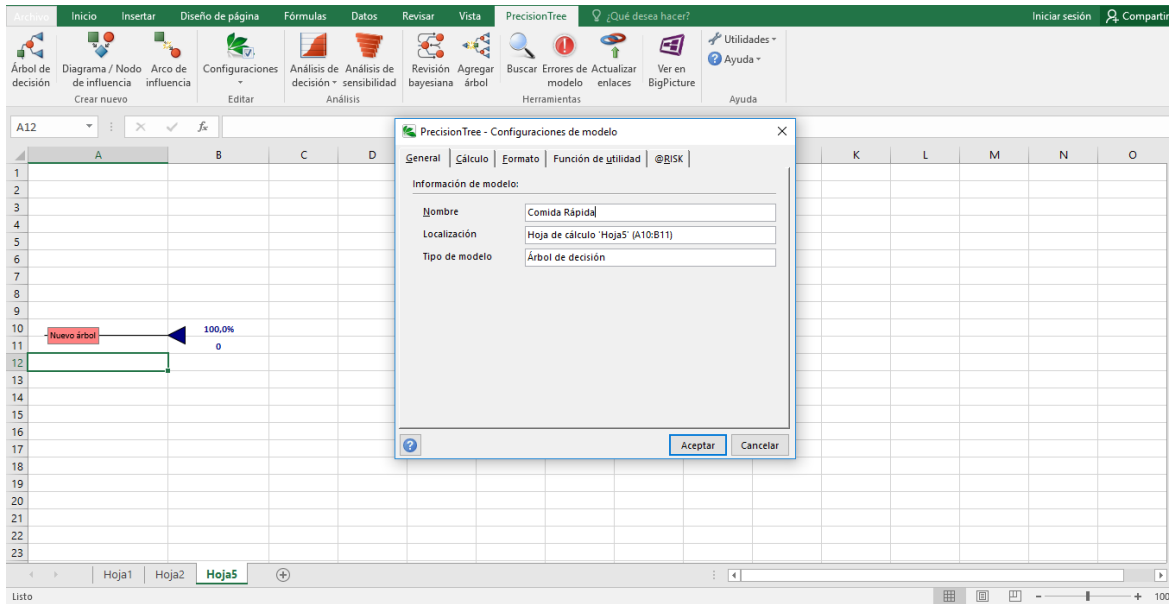 Archivo Inicio Insertar Diseño de página Fórmulas Datos Revisar Vista PrecisionTree ¿Qué desea hacer? Iniciar sesión Compartir
Árbol de decisión
Diagrama / Nodo de influencia
Arco de influencia
Configuraciones
Análisis de decisión
Análisis de sensibilidad
Revisión bayesiana
Agregar árbol
Buscar
Errores de modelo
Actualizar enlaces
Ver en BigPicture
Utilidades
Ayuda
Crear nuevo Editar Análisis Herramientas Ayuda
A12 fx
PrecisionTree - Configuraciones de modelo
General Cálculo Formato Función de utilidad @RISK
Información de modelo:
Nombre Comida Rápida
Localización Hoja de cálculo 'Hoja5' (A10:B11)
Tipo de modelo Árbol de decisión
Aceptar Cancelar
A B C D K L M N O
1
2
3
4
5
6
7
8
9
10 Nuevo árbol 100,0%
11 0
12
13
14
15
16
17
18
19
20
21
22
23
Hoja1 Hoja2 Hoja5
Listo 100